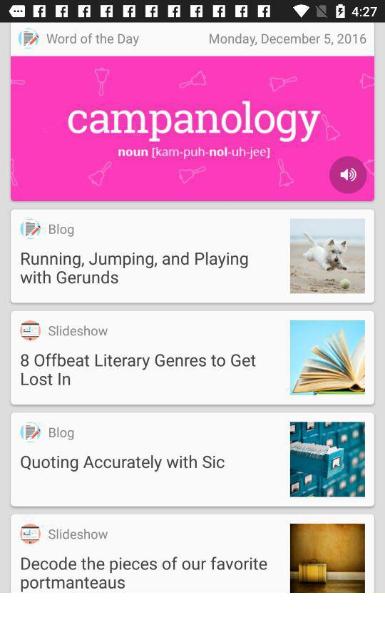 4:27
Word of the Day Monday, December 5, 2016
campanology
noun [kam-puh-nol-uh-jee]
Blog
Running, Jumping, and Playing
with Gerunds
Slideshow
8 Offbeat Literary Genres to Get
Lost In
Blog
Quoting Accurately with Sic
Slideshow
Decode the pieces of our favorite
portmanteaus